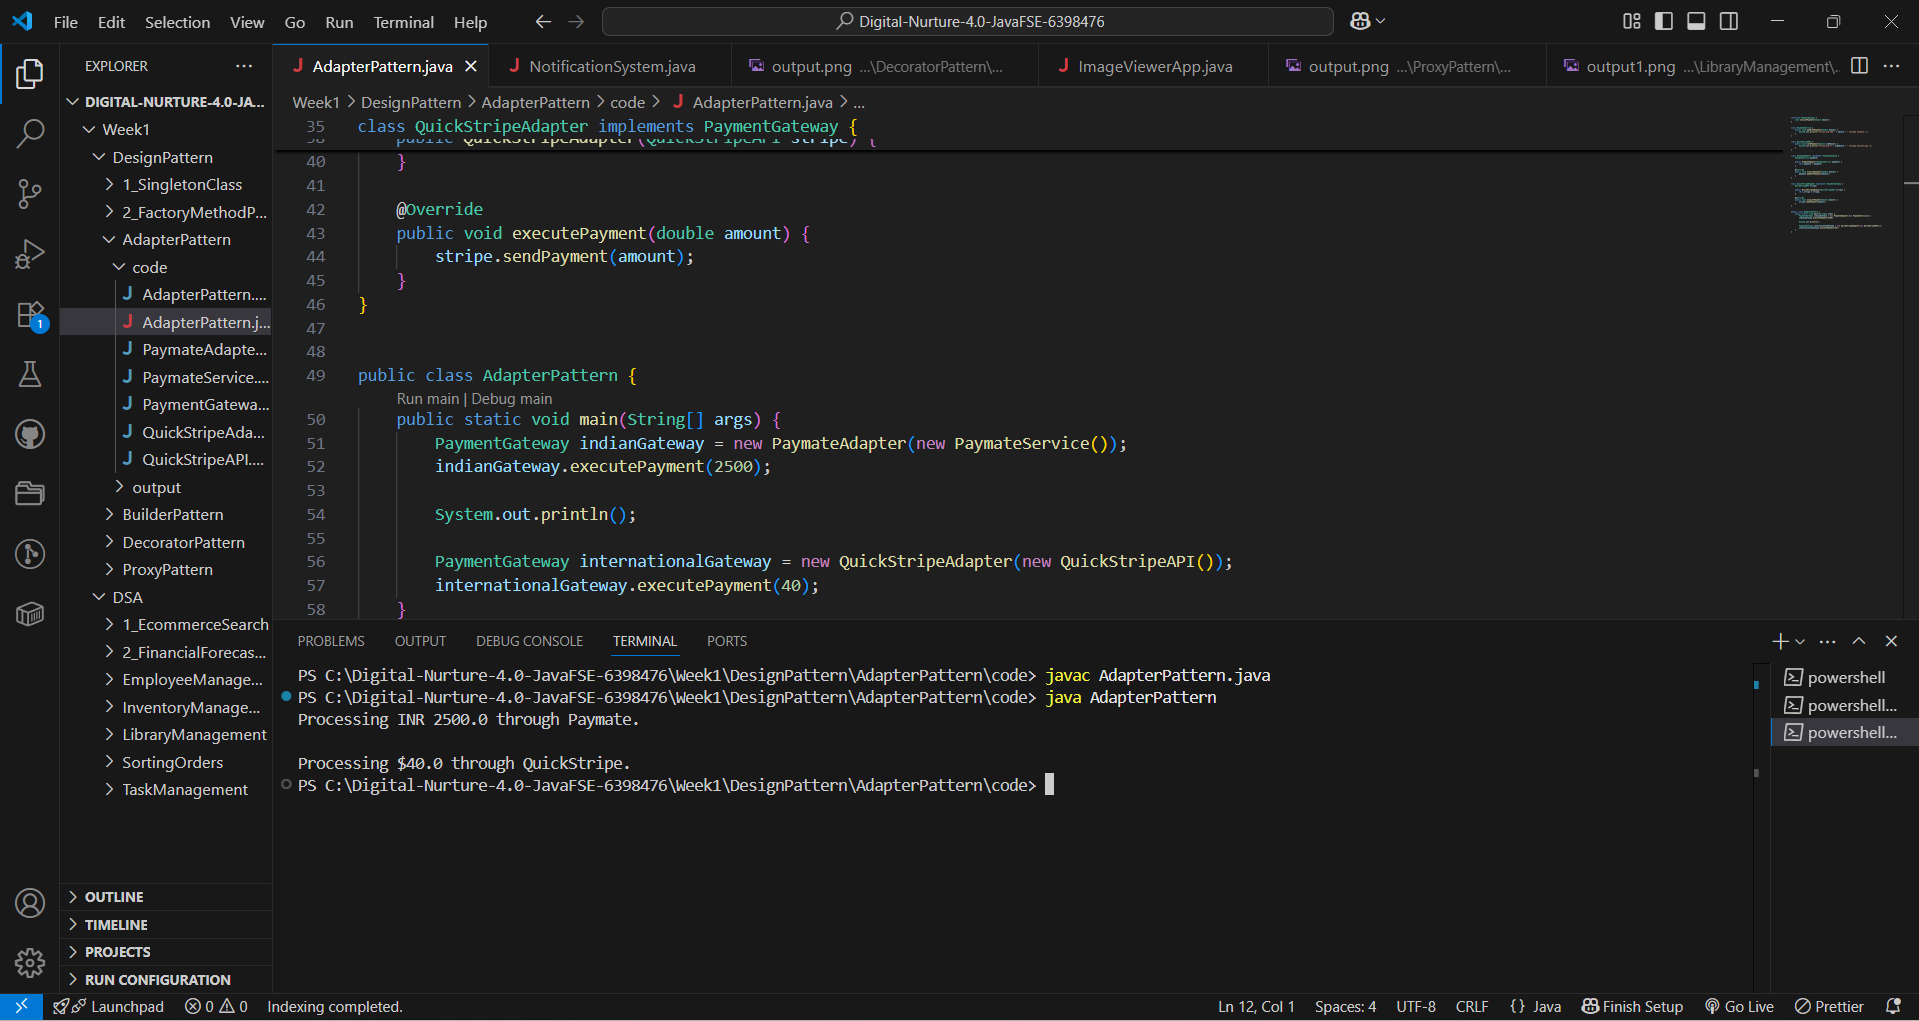 File Edit Selection View Go Run Terminal Help
Digital-Nurture-4.0-JavaFSE-6398476
EXPLORER
DIGITAL-NURTURE-4.0-JA...
Week1
DesignPattern
1_SingletonClass
2_FactoryMethodP...
AdapterPattern
code
AdapterPattern....
AdapterPattern.j...
PaymateAdapte...
PaymateService....
PaymentGatewa...
QuickStripeAda...
QuickStripeAPI....
output
BuilderPattern
DecoratorPattern
ProxyPattern
DSA
1_EcommerceSearch
2_FinancialForecas...
EmployeeManage...
InventoryManage...
LibraryManagement
SortingOrders
TaskManagement
OUTLINE
TIMELINE
PROJECTS
RUN CONFIGURATION
1
AdapterPattern.java NotificationSystem.java output.png ...\DecoratorPattern\... ImageViewerApp.java output.png ...\ProxyPattern\... output1.png ...\LibraryManagement\..
Week1 > DesignPattern > AdapterPattern > code > AdapterPattern.java > ...
35 class QuickStripeAdapter implements PaymentGateway {
public QuickStripeAdapter(QuickStripeAPI stripe) {
40 }
41
42 @Override
43 public void executePayment(double amount) {
44 stripe.sendPayment(amount);
45 }
46 }
47
48
49 public class AdapterPattern {
Run main | Debug main
50 public static void main(String[] args) {
51 PaymentGateway indianGateway = new PaymateAdapter(new PaymateService());
52 indianGateway.executePayment(2500);
53
54 System.out.println();
55
56 PaymentGateway internationalGateway = new QuickStripeAdapter(new QuickStripeAPI());
57 internationalGateway.executePayment(40);
58 }
PROBLEMS OUTPUT DEBUG CONSOLE TERMINAL PORTS
PS C:\Digital-Nurture-4.0-JavaFSE-6398476\Week1\DesignPattern\AdapterPattern\code> javac AdapterPattern.java
PS C:\Digital-Nurture-4.0-JavaFSE-6398476\Week1\DesignPattern\AdapterPattern\code> java AdapterPattern
Processing INR 2500.0 through Paymate.
Processing $40.0 through QuickStripe.
PS C:\Digital-Nurture-4.0-JavaFSE-6398476\Week1\DesignPattern\AdapterPattern\code>
powershell
powershell...
powershell...
Launchpad 0 0 Indexing completed. Ln 12, Col 1 Spaces: 4 UTF-8 CRLF {} Java Finish Setup Go Live Prettier